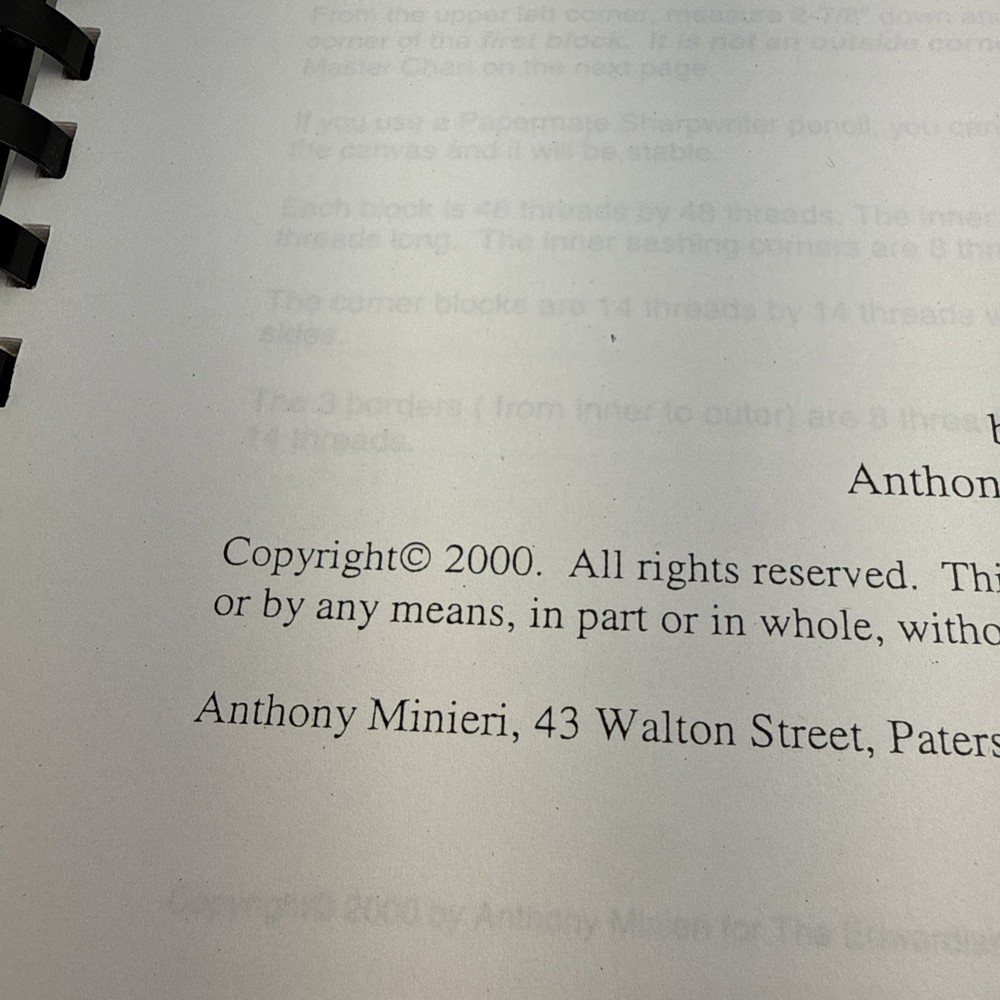 From the upper left corner, measure 2-7/8" down an
corner of the first block. It is not an outside corn
Master Chart on the next page.
If you use a Papermate Sharpwriter pencil, you can
the canvas and it will be stable.
Each block is 48 threads by 48 threads. The inner
threads long. The inner sashing corners are 8 thr
The corner blocks are 14 threads by 14 threads w
sides.
The 3 borders ( from inner to outer) are 8 threa
14 threads.
b
Anthon
Copyright© 2000. All rights reserved. Thi
or by any means, in part or in whole, witho
Anthony Minieri, 43 Walton Street, Paters
Copyright© 2000 by Anthony Minieri for The Edwardian